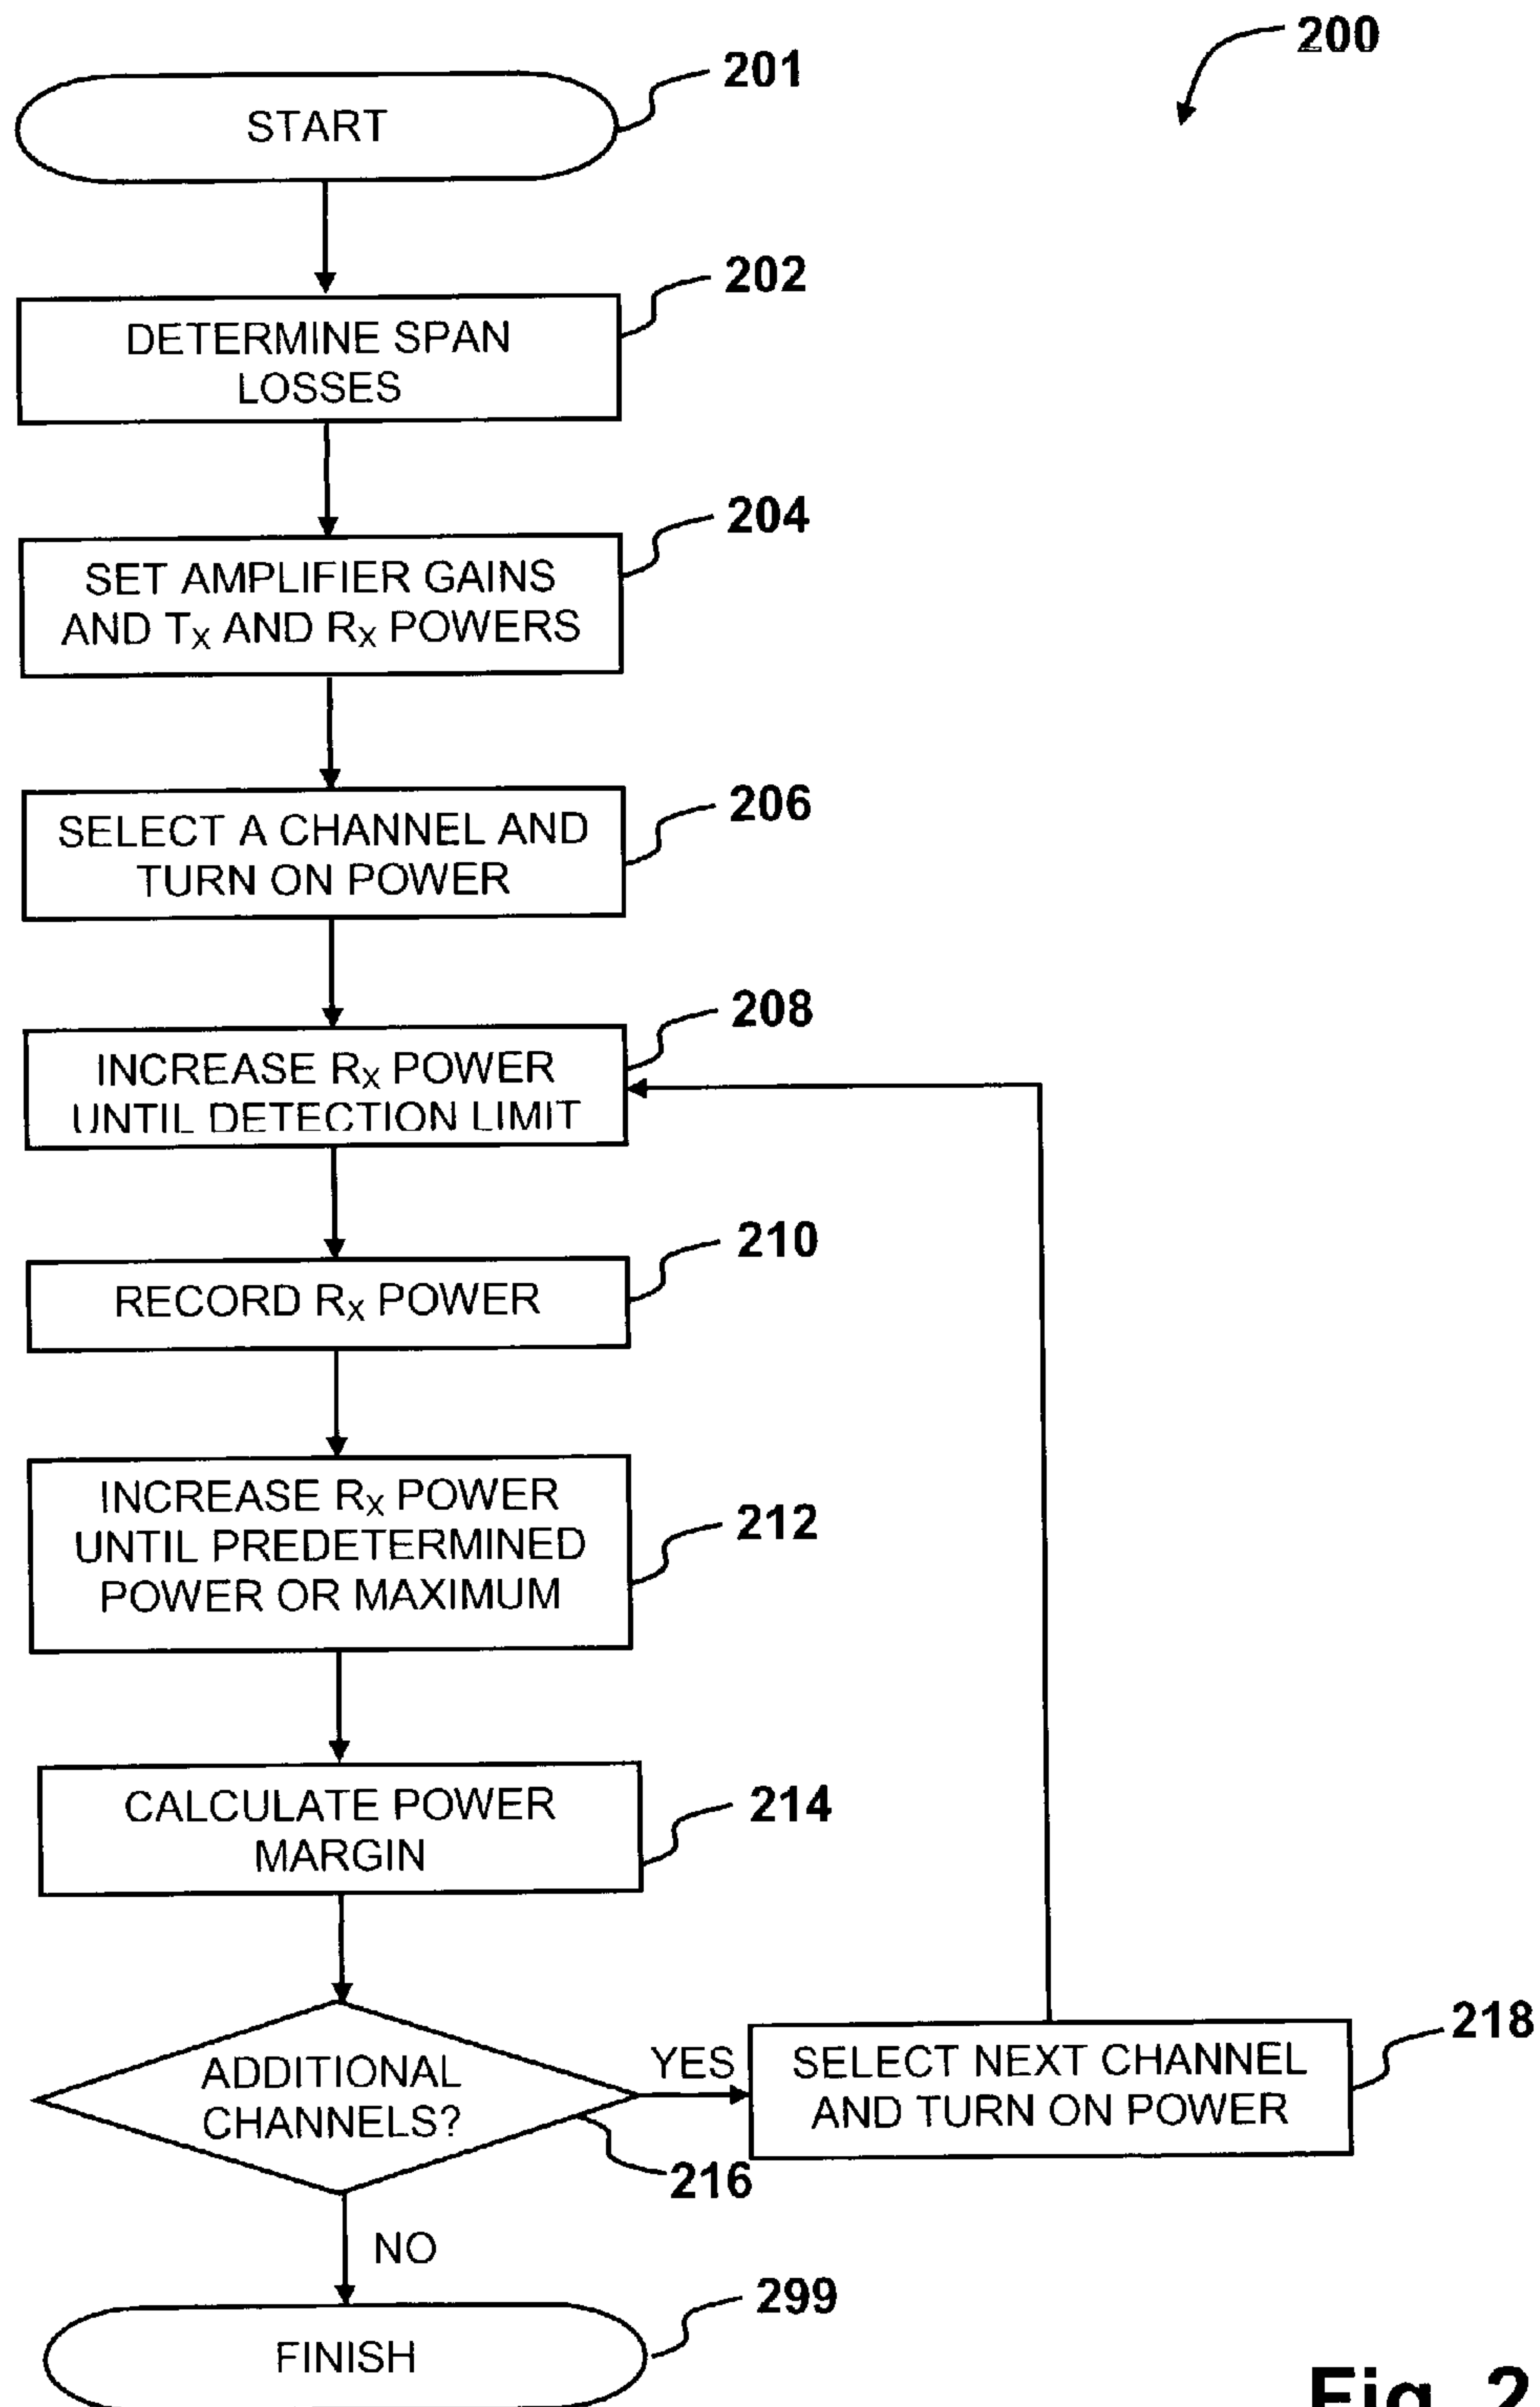 200
START
201
DETERMINE SPAN
LOSSES
202
SET AMPLIFIER GAINS
AND TX AND RX POWERS
204
SELECT A CHANNEL AND
TURN ON POWER
206
INCREASE RX POWER
UNTIL DETECTION LIMIT
208
RECORD RX POWER
210
INCREASE RX POWER
UNTIL PREDETERMINED
POWER OR MAXIMUM
212
CALCULATE POWER
MARGIN
214
ADDITIONAL
CHANNELS?
216
YES
SELECT NEXT CHANNEL
AND TURN ON POWER
218
NO
FINISH
299
Fig. 2